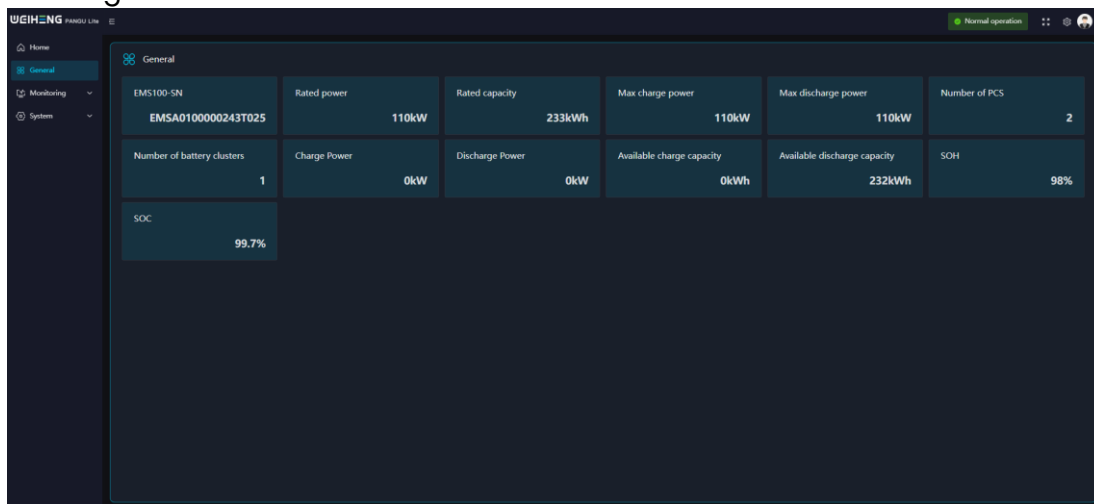 WEIHENG PANGU Lite
Normal operation
Home
General
Monitoring
System
General
EMS100-SN
EMSA0100000243T025
Rated power
110kW
Rated capacity
233kWh
Max charge power
110kW
Max discharge power
110kW
Number of PCS
2
Number of battery clusters
1
Charge Power
0kW
Discharge Power
0kW
Available charge capacity
0kWh
Available discharge capacity
232kWh
SOH
98%
SOC
99.7%